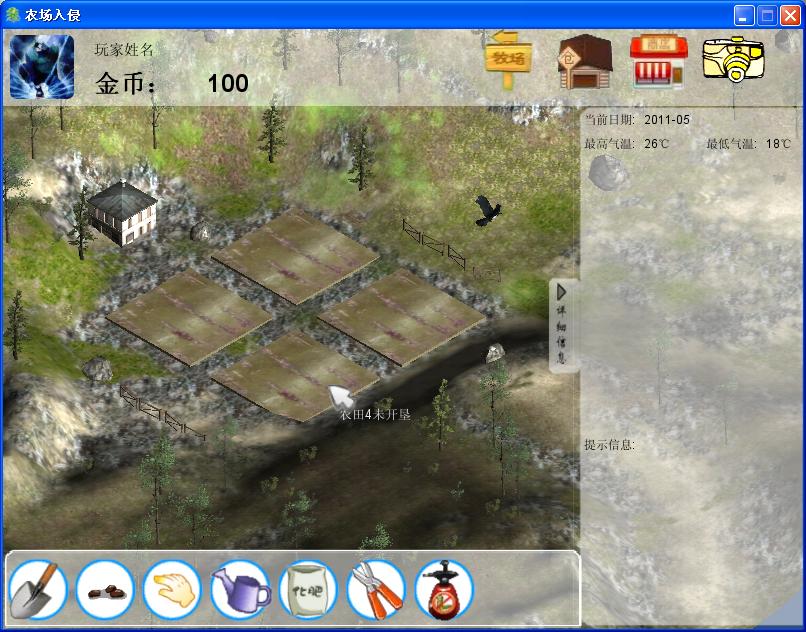 农场入侵
玩家姓名
金币： 100
牧场
仓
商店
当前日期: 2011-05
最高气温: 26℃ 最低气温: 18℃
详细信息
农田4未开垦
提示信息:
化肥